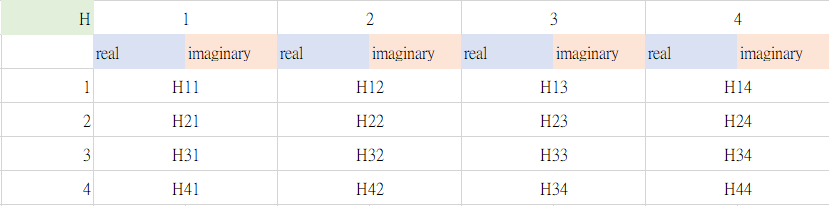 H 1 2 3 4
real imaginary real imaginary real imaginary real imaginary
1 H11 H12 H13 H14
2 H21 H22 H23 H24
3 H31 H32 H33 H34
4 H41 H42 H34 H44